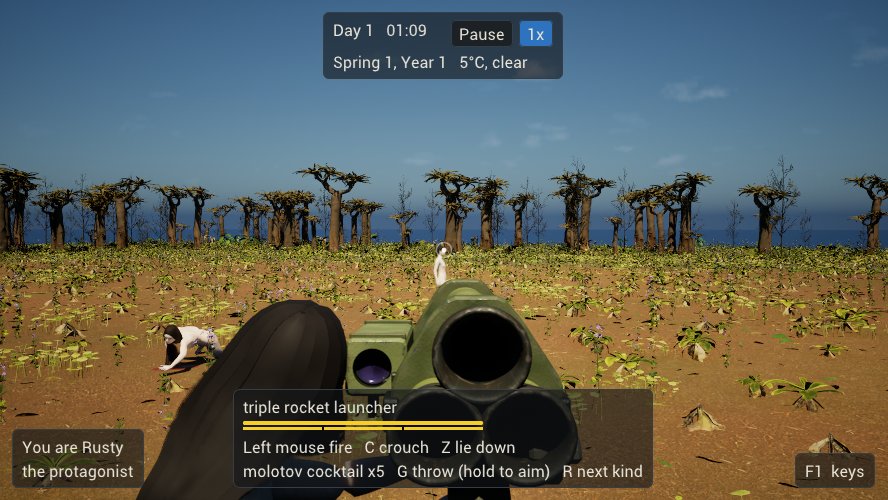 Day 1 01:09 Pause 1x
Spring 1, Year 1 5°C, clear
triple rocket launcher
Left mouse fire C crouch Z lie down
molotov cocktail x5 G throw (hold to aim) R next kind
You are Rusty
the protagonist
F1 keys